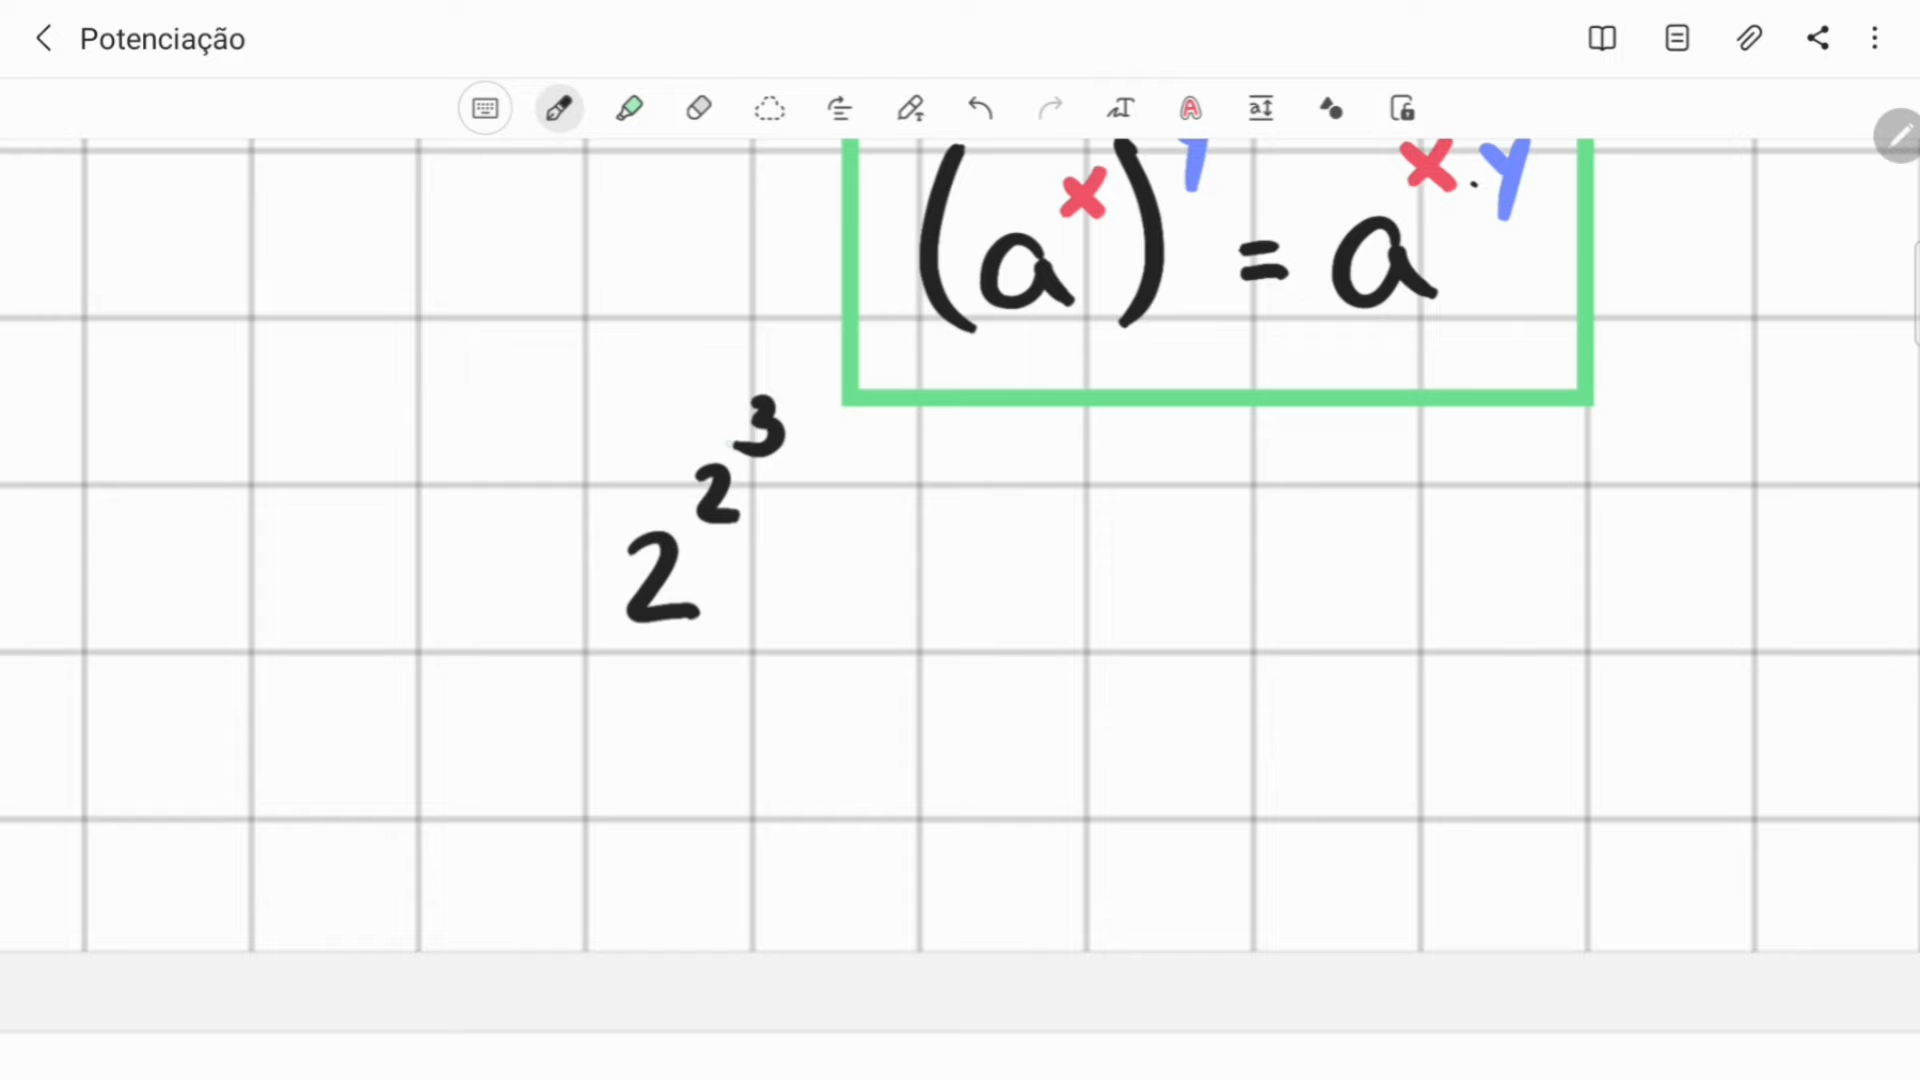 Potenciação
(a^x)^y = a^x.y
2^2^3